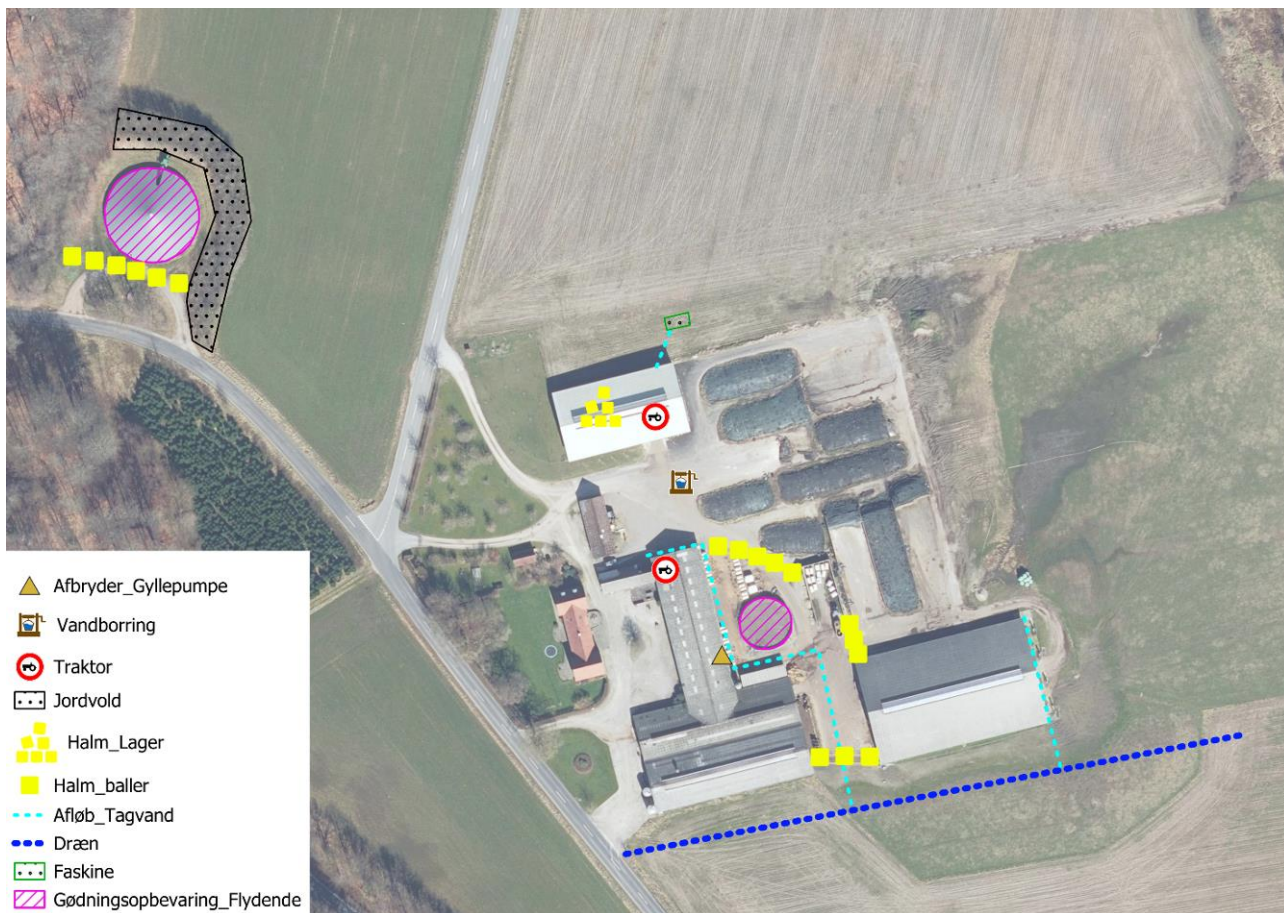 Afbryder_Gyllepumpe
Vandboring
Traktor
Jordvold
Halm_Lager
Halm_baller
Afløb_Tagvand
Dræn
Faskine
Gødningsopbevaring_Flydende